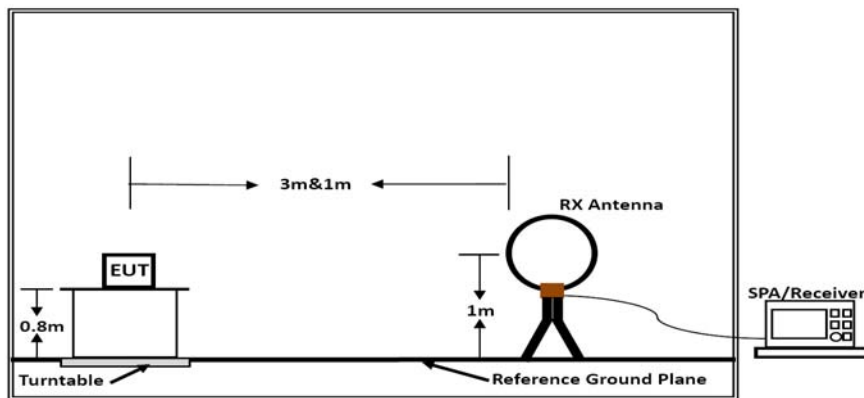 3m&1m
RX Antenna
EUT
SPA/Receiver
0.8m
1m
Turntable
Reference Ground Plane